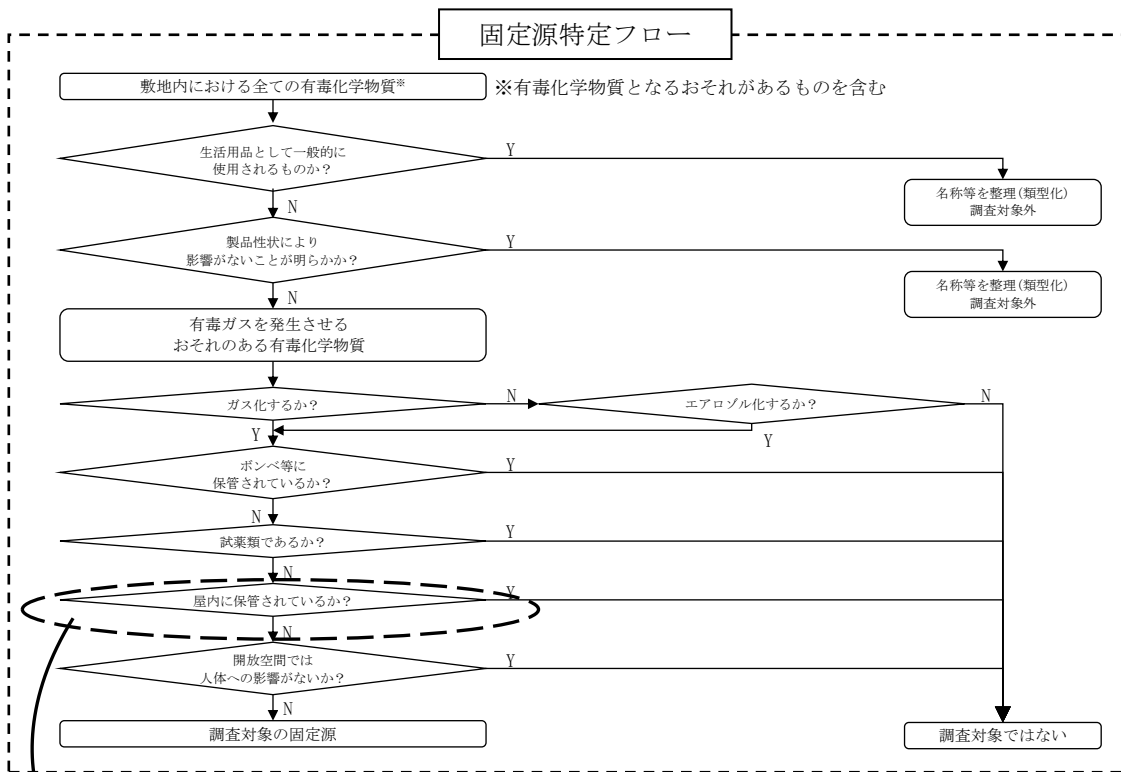 固定源特定フロー
敷地内における全ての有毒化学物質※
※有毒化学物質となるおそれがあるものを含む
生活用品として一般的に
使用されるものか？
Y
N
名称等を整理(類型化)
調査対象外
製品性状により
影響がないことが明らかか？
Y
N
名称等を整理(類型化)
調査対象外
有毒ガスを発生させる
おそれのある有毒化学物質
ガス化するか？
N
エアロゾル化するか？
N
Y
Y
ボンベ等に
保管されているか？
Y
N
試薬類であるか？
Y
N
屋内に保管されているか？
Y
N
開放空間では
人体への影響がないか？
Y
N
調査対象の固定源
調査対象ではない